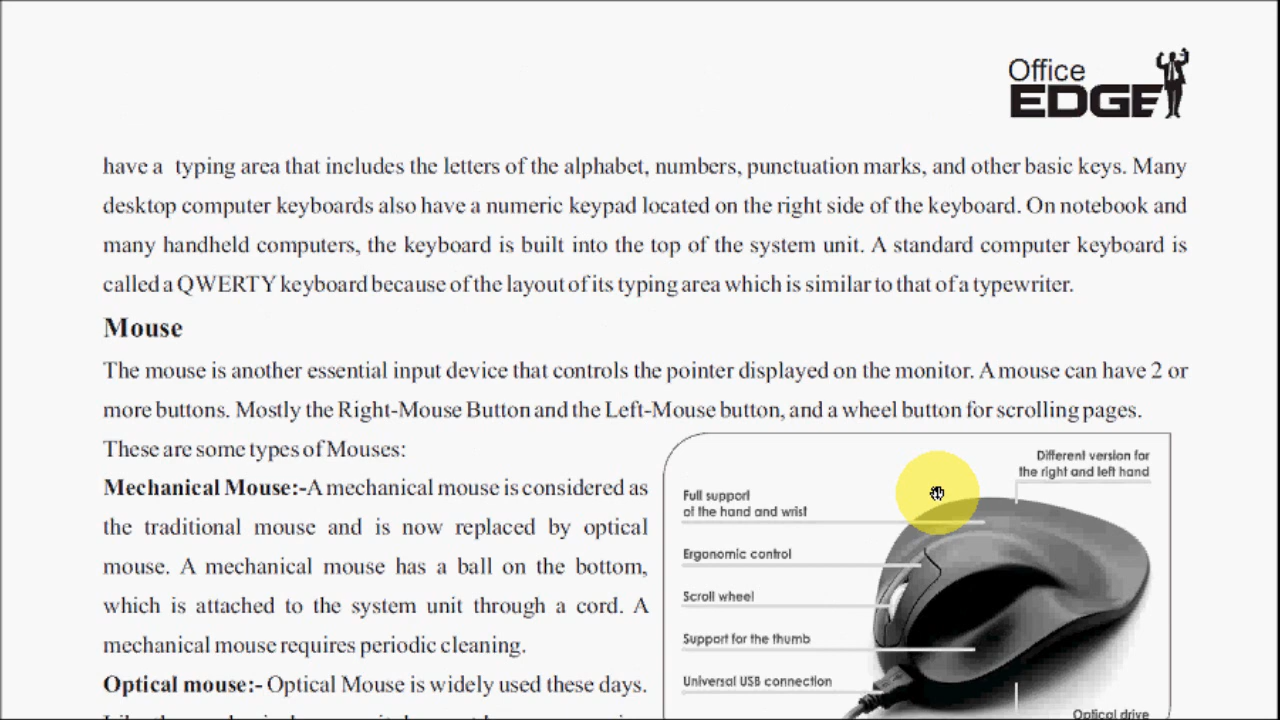 Office
EDGE
have a typing area that includes the letters of the alphabet, numbers, punctuation marks, and other basic keys. Many
desktop computer keyboards also have a numeric keypad located on the right side of the keyboard. On notebook and
many handheld computers, the keyboard is built into the top of the system unit. A standard computer keyboard is
called a QWERTY keyboard because of the layout of its typing area which is similar to that of a typewriter.
Mouse
The mouse is another essential input device that controls the pointer displayed on the monitor. A mouse can have 2 or
more buttons. Mostly the Right-Mouse Button and the Left-Mouse button, and a wheel button for scrolling pages.
These are some types of Mouses:
Mechanical Mouse:-A mechanical mouse is considered as
the traditional mouse and is now replaced by optical
mouse. A mechanical mouse has a ball on the bottom,
which is attached to the system unit through a cord. A
mechanical mouse requires periodic cleaning.
Optical mouse:- Optical Mouse is widely used these days.
Different version for
the right and left hand
Full support
of the hand and wrist
Ergonomic control
Scroll wheel
Support for the thumb
Universal USB connection
Optical drive